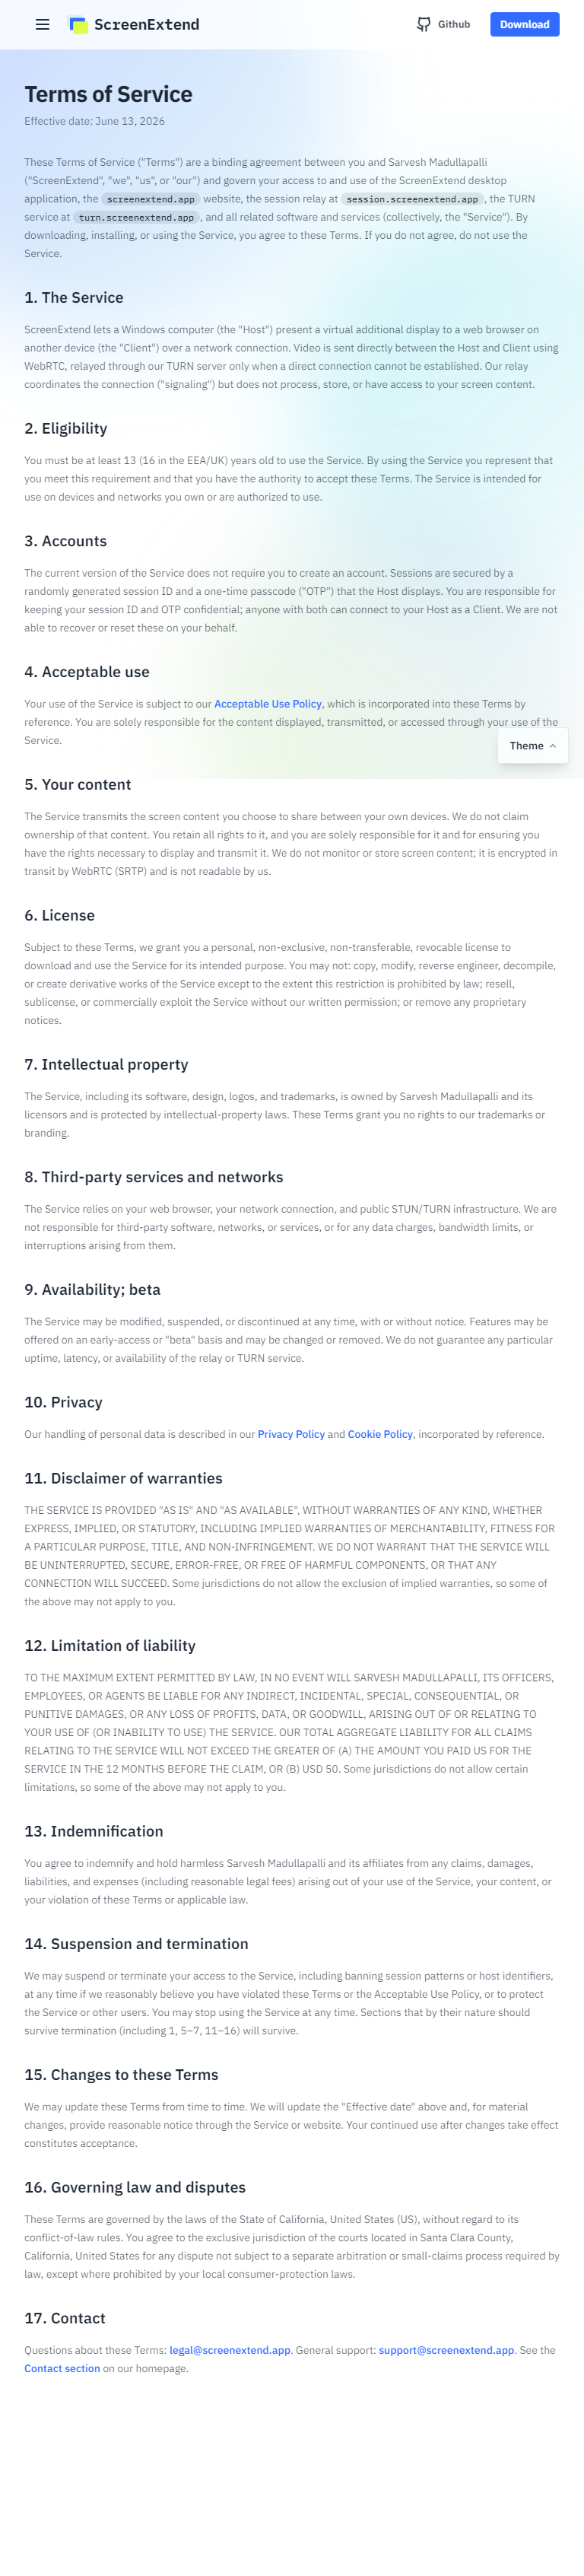 ScreenExtend
Github
Download
Terms of Service
Effective date: June 13, 2026
These Terms of Service ("Terms") are a binding agreement between you and Sarvesh Madullapalli
("ScreenExtend", "we", "us", or "our") and govern your access to and use of the ScreenExtend desktop
application, the screenextend.app website, the session relay at session.screenextend.app, the TURN
service at turn.screenextend.app, and all related software and services (collectively, the "Service"). By
downloading, installing, or using the Service, you agree to these Terms. If you do not agree, do not use the
Service.
1. The Service
ScreenExtend lets a Windows computer (the "Host") present a virtual additional display to a web browser on
another device (the "Client") over a network connection. Video is sent directly between the Host and Client using
WebRTC, relayed through our TURN server only when a direct connection cannot be established. Our relay
coordinates the connection ("signaling") but does not process, store, or have access to your screen content.
2. Eligibility
You must be at least 13 (16 in the EEA/UK) years old to use the Service. By using the Service you represent that
you meet this requirement and that you have the authority to accept these Terms. The Service is intended for
use on devices and networks you own or are authorized to use.
3. Accounts
The current version of the Service does not require you to create an account. Sessions are secured by a
randomly generated session ID and a one-time passcode ("OTP") that the Host displays. You are responsible for
keeping your session ID and OTP confidential; anyone with both can connect to your Host as a Client. We are not
able to recover or reset these on your behalf.
4. Acceptable use
Your use of the Service is subject to our Acceptable Use Policy, which is incorporated into these Terms by
reference. You are solely responsible for the content displayed, transmitted, or accessed through your use of the
Service.
Theme
5. Your content
The Service transmits the screen content you choose to share between your own devices. We do not claim
ownership of that content. You retain all rights to it, and you are solely responsible for it and for ensuring you
have the rights necessary to display and transmit it. We do not monitor or store screen content; it is encrypted in
transit by WebRTC (SRTP) and is not readable by us.
6. License
Subject to these Terms, we grant you a personal, non-exclusive, non-transferable, revocable license to
download and use the Service for its intended purpose. You may not: copy, modify, reverse engineer, decompile,
or create derivative works of the Service except to the extent this restriction is prohibited by law; resell,
sublicense, or commercially exploit the Service without our written permission; or remove any proprietary
notices.
7. Intellectual property
The Service, including its software, design, logos, and trademarks, is owned by Sarvesh Madullapalli and its
licensors and is protected by intellectual-property laws. These Terms grant you no rights to our trademarks or
branding.
8. Third-party services and networks
The Service relies on your web browser, your network connection, and public STUN/TURN infrastructure. We are
not responsible for third-party software, networks, or services, or for any data charges, bandwidth limits, or
interruptions arising from them.
9. Availability; beta
The Service may be modified, suspended, or discontinued at any time, with or without notice. Features may be
offered on an early-access or "beta" basis and may be changed or removed. We do not guarantee any particular
uptime, latency, or availability of the relay or TURN service.
10. Privacy
Our handling of personal data is described in our Privacy Policy and Cookie Policy, incorporated by reference.
11. Disclaimer of warranties
THE SERVICE IS PROVIDED "AS IS" AND "AS AVAILABLE", WITHOUT WARRANTIES OF ANY KIND, WHETHER
EXPRESS, IMPLIED, OR STATUTORY, INCLUDING IMPLIED WARRANTIES OF MERCHANTABILITY, FITNESS FOR
A PARTICULAR PURPOSE, TITLE, AND NON-INFRINGEMENT. WE DO NOT WARRANT THAT THE SERVICE WILL
BE UNINTERRUPTED, SECURE, ERROR-FREE, OR FREE OF HARMFUL COMPONENTS, OR THAT ANY
CONNECTION WILL SUCCEED. Some jurisdictions do not allow the exclusion of implied warranties, so some of
the above may not apply to you.
12. Limitation of liability
TO THE MAXIMUM EXTENT PERMITTED BY LAW, IN NO EVENT WILL SARVESH MADULLAPALLI, ITS OFFICERS,
EMPLOYEES, OR AGENTS BE LIABLE FOR ANY INDIRECT, INCIDENTAL, SPECIAL, CONSEQUENTIAL, OR
PUNITIVE DAMAGES, OR ANY LOSS OF PROFITS, DATA, OR GOODWILL, ARISING OUT OF OR RELATING TO
YOUR USE OF (OR INABILITY TO USE) THE SERVICE. OUR TOTAL AGGREGATE LIABILITY FOR ALL CLAIMS
RELATING TO THE SERVICE WILL NOT EXCEED THE GREATER OF (A) THE AMOUNT YOU PAID US FOR THE
SERVICE IN THE 12 MONTHS BEFORE THE CLAIM, OR (B) USD 50. Some jurisdictions do not allow certain
limitations, so some of the above may not apply to you.
13. Indemnification
You agree to indemnify and hold harmless Sarvesh Madullapalli and its affiliates from any claims, damages,
liabilities, and expenses (including reasonable legal fees) arising out of your use of the Service, your content, or
your violation of these Terms or applicable law.
14. Suspension and termination
We may suspend or terminate your access to the Service, including banning session patterns or host identifiers,
at any time if we reasonably believe you have violated these Terms or the Acceptable Use Policy, or to protect
the Service or other users. You may stop using the Service at any time. Sections that by their nature should
survive termination (including 1, 5–7, 11–16) will survive.
15. Changes to these Terms
We may update these Terms from time to time. We will update the "Effective date" above and, for material
changes, provide reasonable notice through the Service or website. Your continued use after changes take effect
constitutes acceptance.
16. Governing law and disputes
These Terms are governed by the laws of the State of California, United States (US), without regard to its
conflict-of-law rules. You agree to the exclusive jurisdiction of the courts located in Santa Clara County,
California, United States for any dispute not subject to a separate arbitration or small-claims process required by
law, except where prohibited by your local consumer-protection laws.
17. Contact
Questions about these Terms: legal@screenextend.app. General support: support@screenextend.app. See the
Contact section on our homepage.